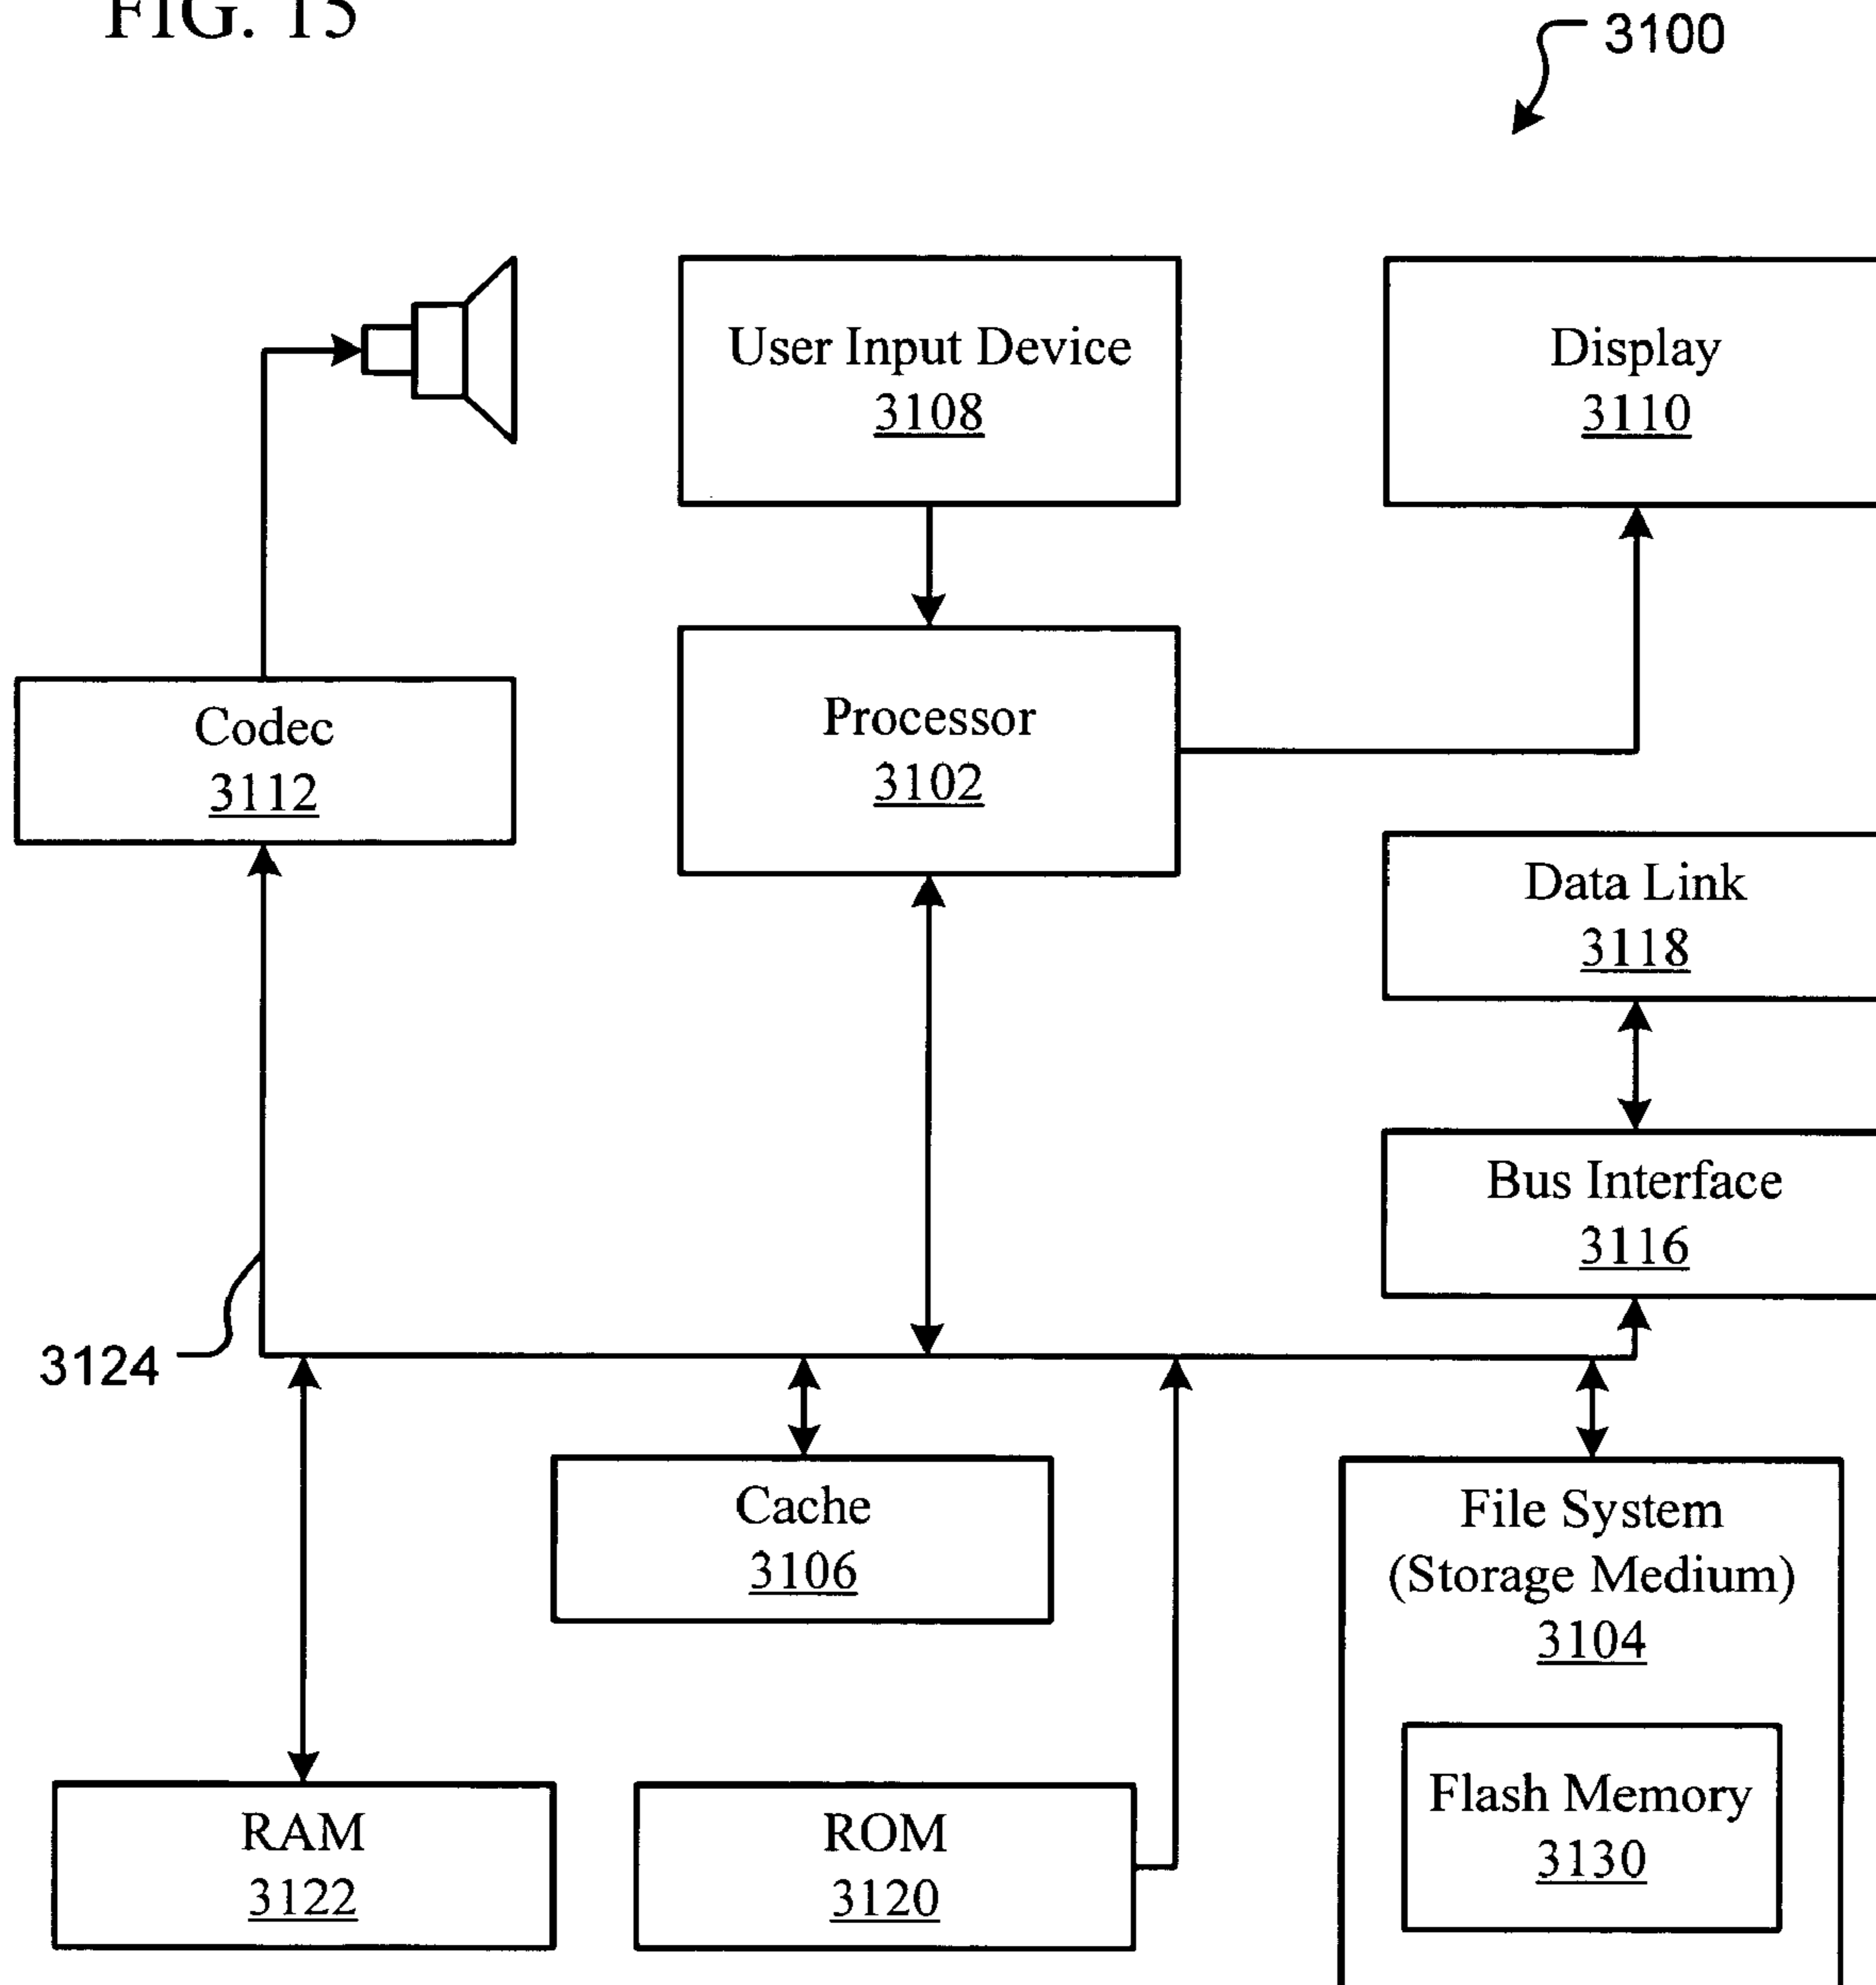 FIG. 15
3100
User Input Device
3108
Display
3110
Codec
3112
Processor
3102
Data Link
3118
Bus Interface
3116
3124
Cache
3106
File System
(Storage Medium)
3104
Flash Memory
3130
RAM
3122
ROM
3120